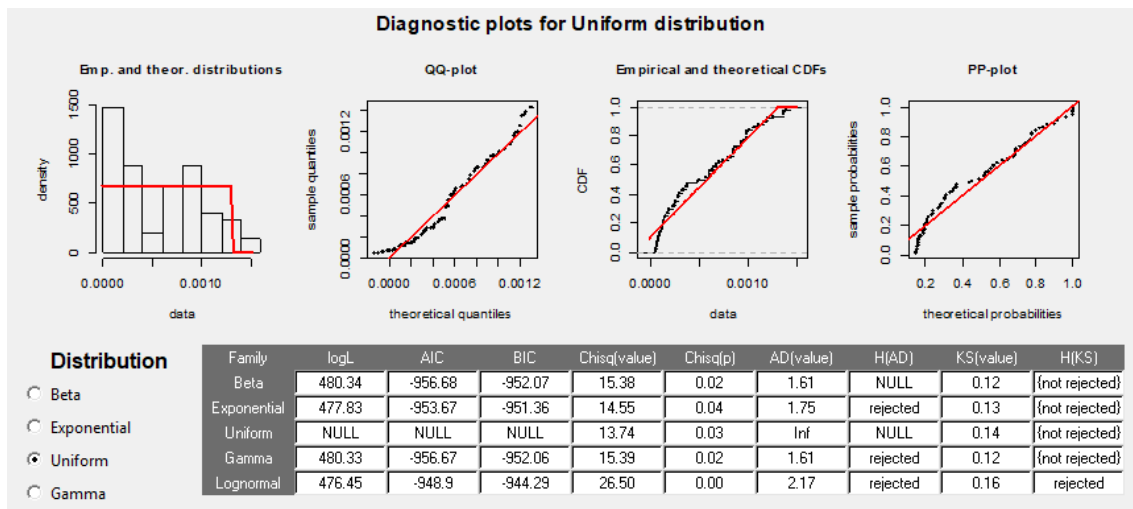 Diagnostic plots for Uniform distribution
Emp. and theor. distributions
QQ-plot
Empirical and theoretical CDFs
PP-plot
density
0 500 1000 1500
0.0000 0.0010
data
sample quantiles
0.0000 0.0006 0.0012
0.0000 0.0006 0.0012
theoretical quantiles
CDF
0.0 0.2 0.4 0.6 0.8 1.0
0.0000 0.0010
data
sample probabilities
0.0 0.2 0.4 0.6 0.8 1.0
0.2 0.4 0.6 0.8 1.0
theoretical probabilities
Distribution
Beta
Exponential
Uniform
Gamma
Family logL AIC BIC Chisq(value) Chisq(p) AD(value) H(AD) KS(value) H(KS)
Beta 480.34 -956.68 -952.07 15.38 0.02 1.61 NULL 0.12 {not rejected}
Exponential 477.83 -953.67 -951.36 14.55 0.04 1.75 rejected 0.13 {not rejected}
Uniform NULL NULL NULL 13.74 0.03 Inf NULL 0.14 {not rejected}
Gamma 480.33 -956.67 -952.06 15.39 0.02 1.61 rejected 0.12 {not rejected}
Lognormal 476.45 -948.9 -944.29 26.50 0.00 2.17 rejected 0.16 rejected